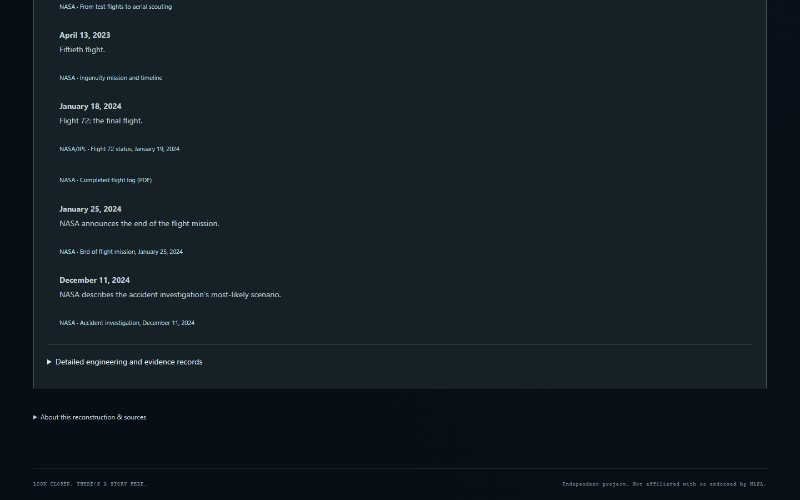 NASA · From test flights to aerial scouting
April 13, 2023
Fiftieth flight.
NASA · Ingenuity mission and timeline
January 18, 2024
Flight 72: the final flight.
NASA/JPL · Flight 72 status, January 19, 2024
NASA · Completed flight log (PDF)
January 25, 2024
NASA announces the end of the flight mission.
NASA · End of flight mission, January 25, 2024
December 11, 2024
NASA describes the accident investigation's most-likely scenario.
NASA · Accident investigation, December 11, 2024
▶ Detailed engineering and evidence records
▶ About this reconstruction & sources
LOOK CLOSER. THERE'S A STORY HERE.
Independent project. Not affiliated with or endorsed by NASA.